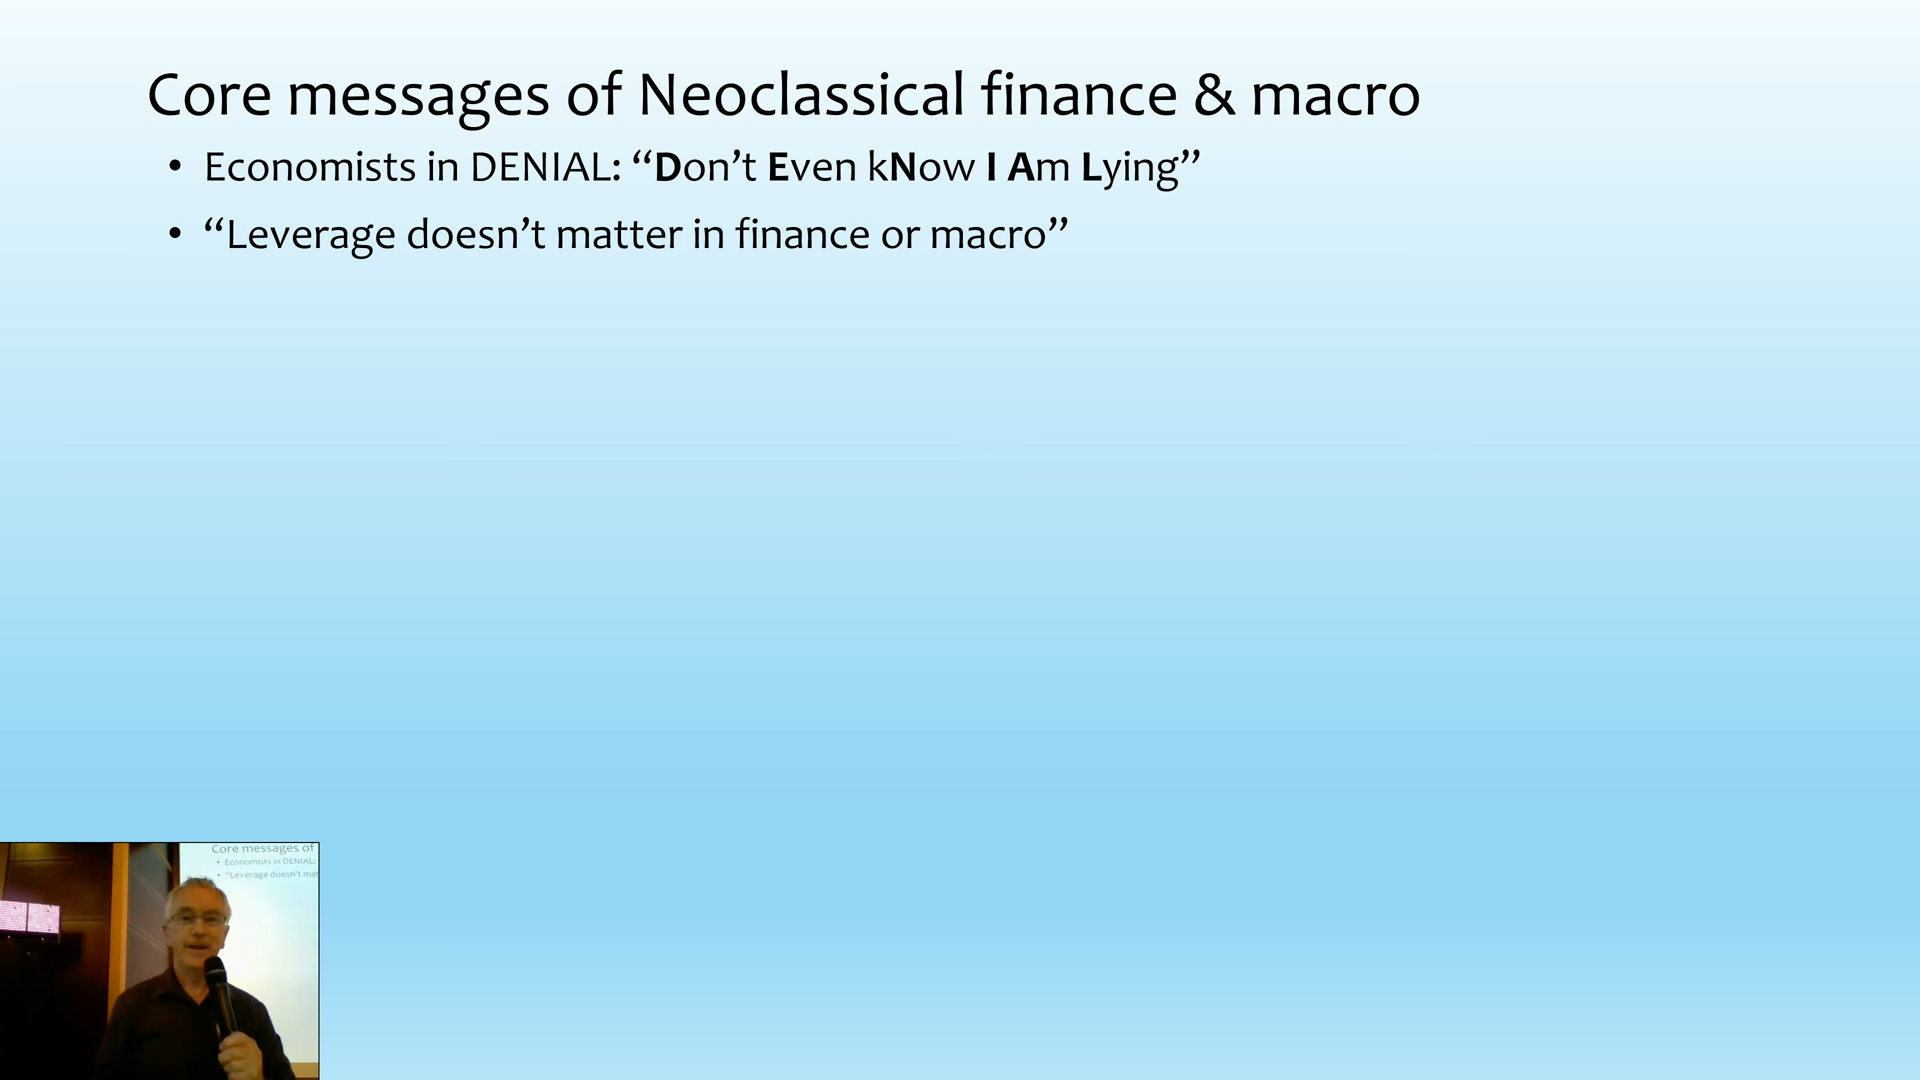 Core messages of Neoclassical finance & macro
• Economists in DENIAL: “Don’t Even kNow I Am Lying”
• “Leverage doesn’t matter in finance or macro”
Core messages of
• Economists in DENIAL:
• “Leverage doesn’t mat